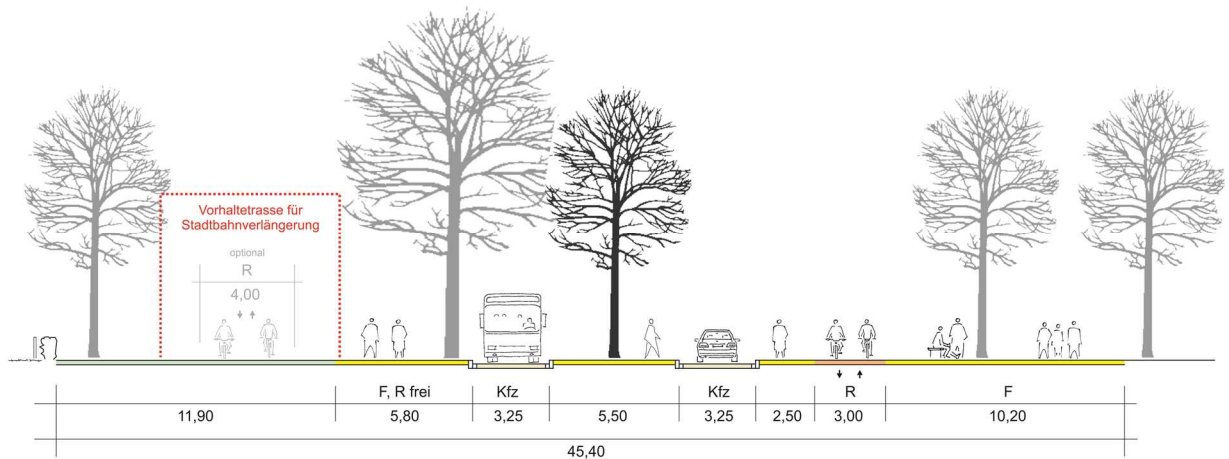 Vorhaltetrasse für
Stadtbahnverlängerung
optional
R
4,00
F, R frei Kfz Kfz R F
11,90 5,80 3,25 5,50 3,25 2,50 3,00 10,20
45,40